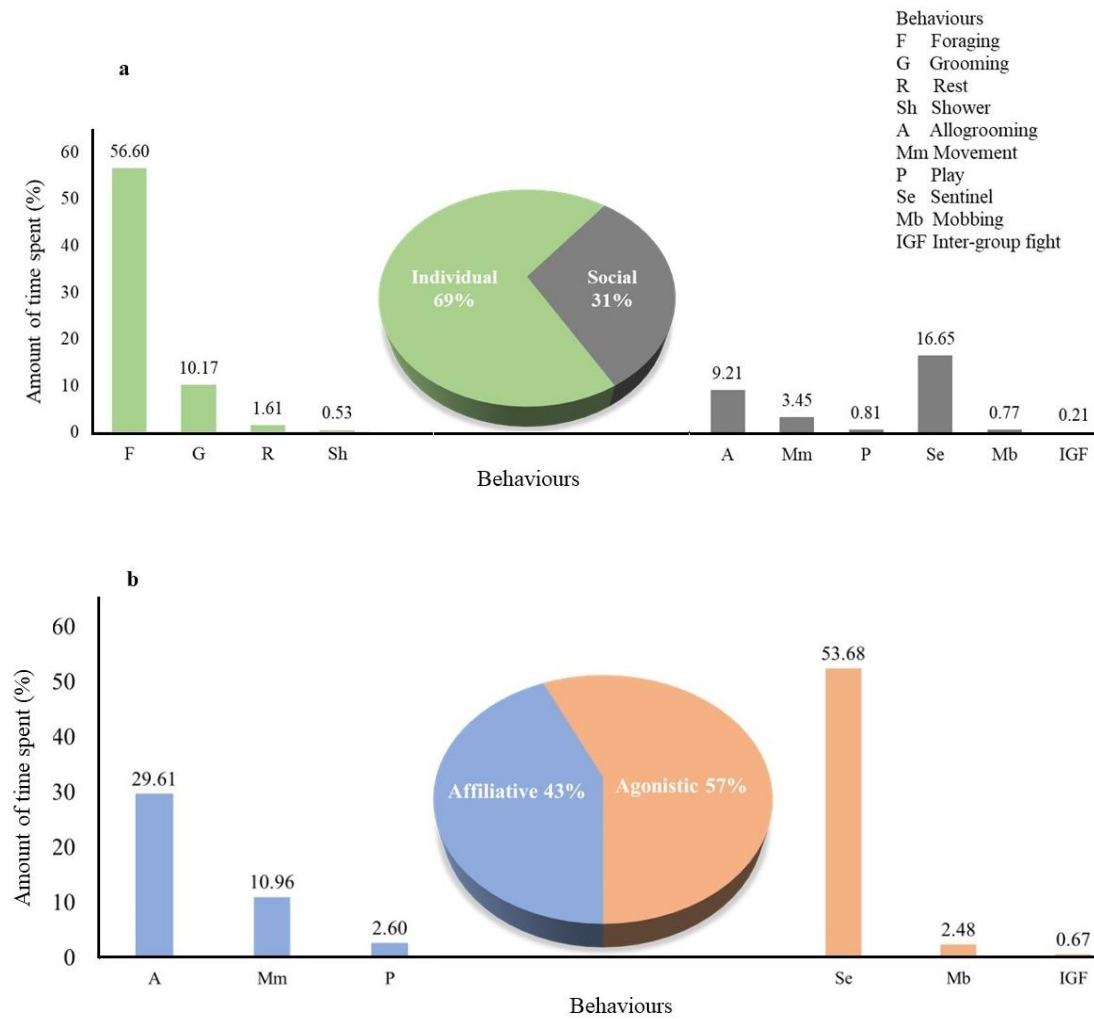 Behaviours
F Foraging
G Grooming
R Rest
Sh Shower
A Allogrooming
Mm Movement
P Play
Se Sentinel
Mb Mobbing
IGF Inter-group fight
a
Amount of time spent (%)
60
50
40
30
20
10
0
56.60
10.17
1.61
0.53
Individual
69%
Social
31%
9.21
3.45
0.81
16.65
0.77
0.21
F G R Sh A Mm P Se Mb IGF
Behaviours
b
Amount of time spent (%)
60
50
40
30
20
10
0
29.61
10.96
2.60
Affiliative 43%
Agonistic 57%
53.68
2.48
0.67
A Mm P Se Mb IGF
Behaviours